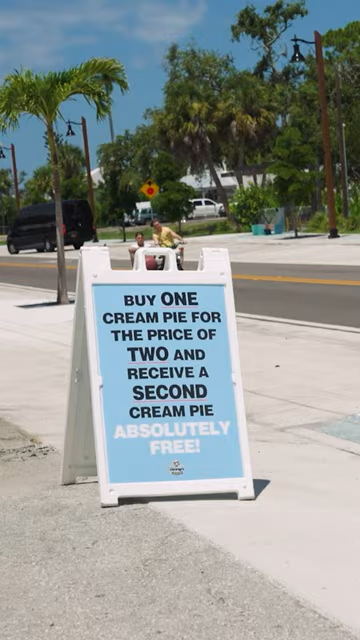 BUY ONE
CREAM PIE FOR
THE PRICE OF
TWO AND
RECEIVE A
SECOND
CREAM PIE
ABSOLUTELY
FREE!